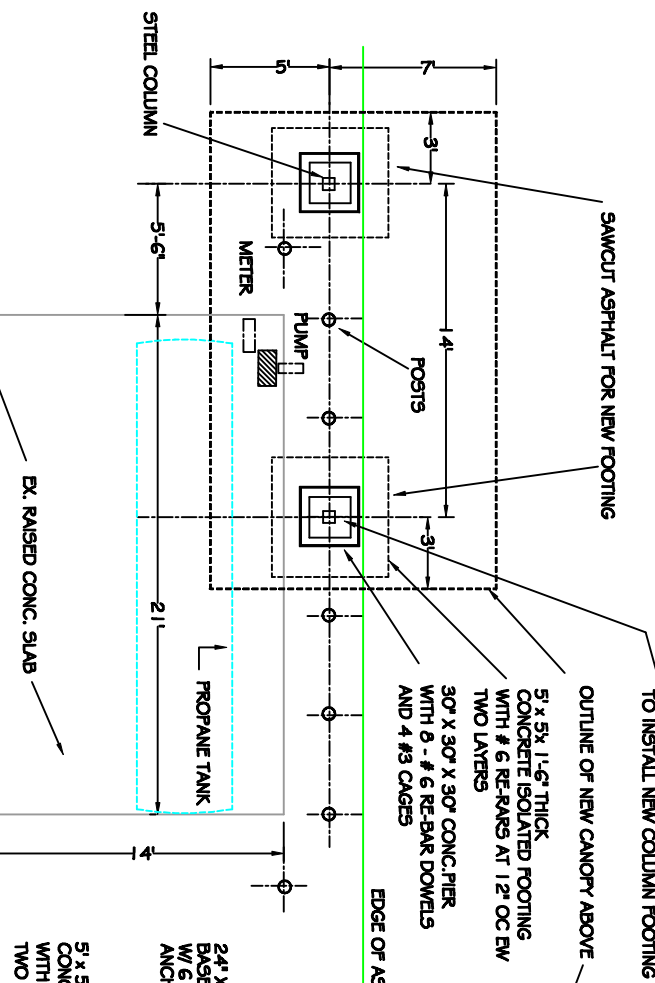 TO INSTALL NEW COLUMN FOOTING
OUTLINE OF NEW CANOPY ABOVE
SAWCUT ASPHALT FOR NEW FOOTING
5' x 5'x 1'-6" THICK
CONCRETE ISOLATED FOOTING
WITH # 6 RE-RARS AT 12" OC EW
TWO LAYERS
7'
3'
14'
3'
POSTS
30" X 30" X 30" CONC.PIER
WITH 8 - # 6 RE-BAR DOWELS
AND 4 #3 CAGES
EDGE OF AS
5'
PUMP
METER
STEEL COLUMN
5'-6"
21'
PROPANE TANK
14'
24" X
BASE
W/ 6
ANCH
EX. RAISED CONC. SLAB
5' x 5
CONC
WITH
TWO